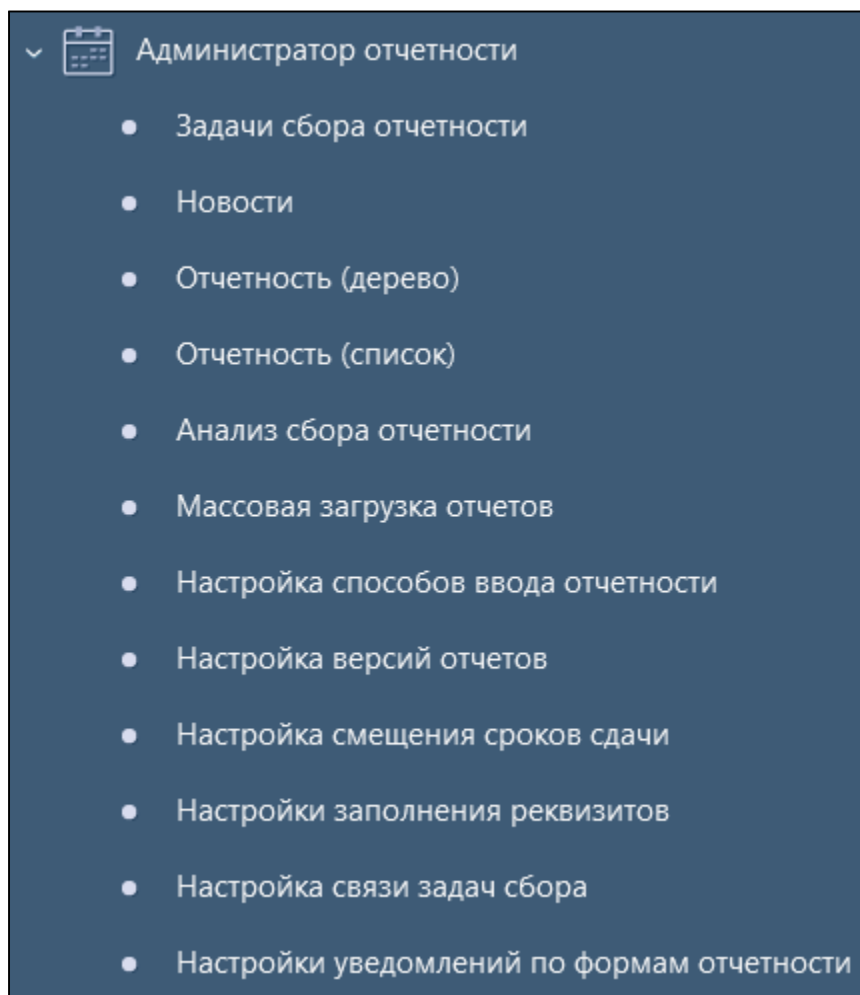 Администратор отчетности
Задачи сбора отчетности
Новости
Отчетность (дерево)
Отчетность (список)
Анализ сбора отчетности
Массовая загрузка отчетов
Настройка способов ввода отчетности
Настройка версий отчетов
Настройка смещения сроков сдачи
Настройки заполнения реквизитов
Настройка связи задач сбора
Настройки уведомлений по формам отчетности